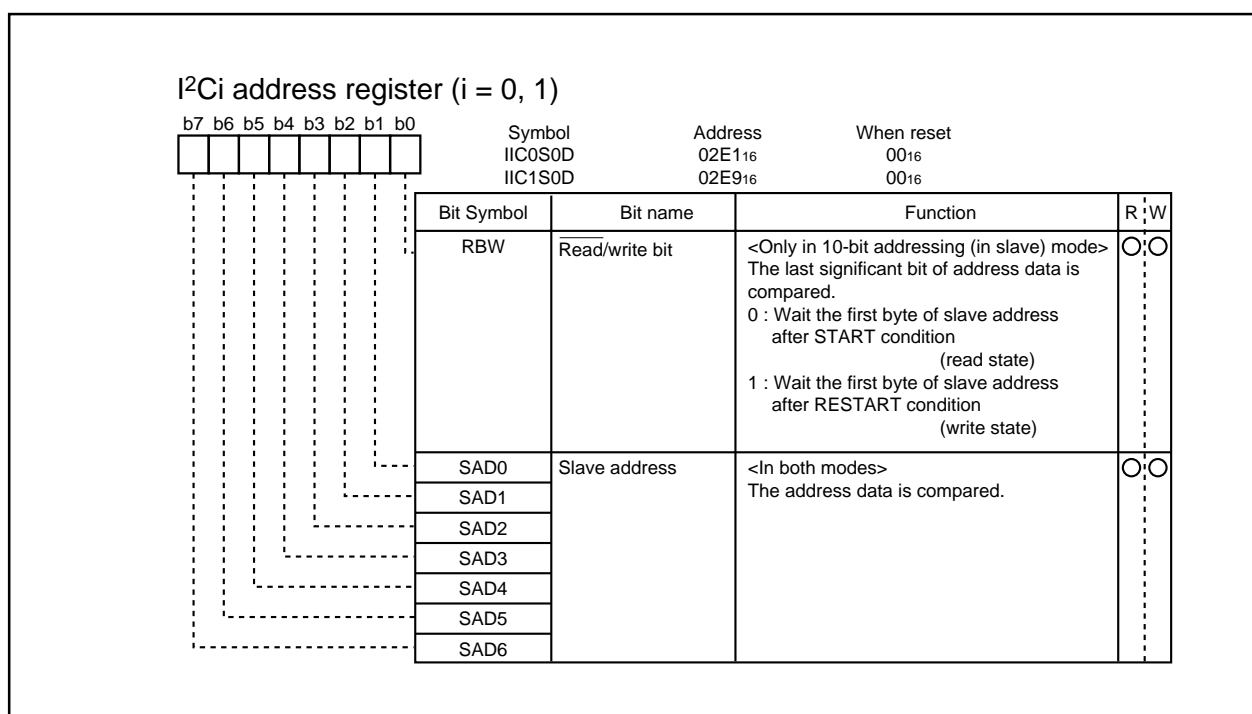 I²Ci address register (i = 0, 1)
b7 b6 b5 b4 b3 b2 b1 b0
Symbol Address When reset
IIC0S0D 02E1₁₆ 00₁₆
IIC1S0D 02E9₁₆ 00₁₆
Bit Symbol Bit name Function R W
RBW Read/write bit <Only in 10-bit addressing (in slave) mode>
The last significant bit of address data is
compared.
0 : Wait the first byte of slave address
after START condition
(read state)
1 : Wait the first byte of slave address
after RESTART condition
(write state)
SAD0 Slave address <In both modes>
SAD1 The address data is compared.
SAD2
SAD3
SAD4
SAD5
SAD6